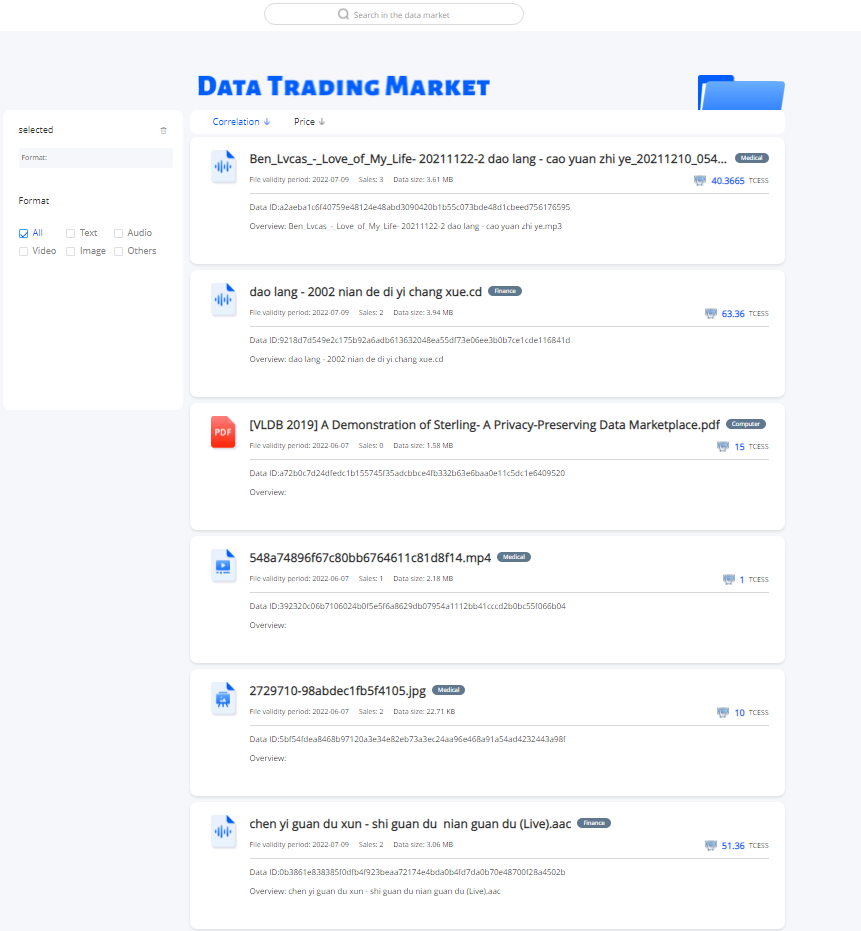 Search in the data market
DATA TRADING MARKET
selected
Format:
Format
All Text Audio
Video Image Others
Correlation ↓ Price ↓
Ben_Lvcas_-_Love_of_My_Life- 20211122-2 dao lang - cao yuan zhi ye_20211210_054... Medical
File validity period: 2022-07-09 Sales: 3 Data size: 3.61 MB 40.3665 TCESS
Data ID:a2aeba1c6f40759e48124e48abd3090420b1b55c073bde48d1cbeed756176595
Overview: Ben_Lvcas_-_Love_of_My_Life- 20211122-2 dao lang - cao yuan zhi ye.mp3
dao lang - 2002 nian de di yi chang xue.cd Finance
File validity period: 2022-07-09 Sales: 2 Data size: 3.94 MB 63.36 TCESS
Data ID:9218d7d549e2c175b92a6adb613632048ea55df73e06ee3b0b7ce1cde116841d
Overview: dao lang - 2002 nian de di yi chang xue.cd
PDF
[VLDB 2019] A Demonstration of Sterling- A Privacy-Preserving Data Marketplace.pdf Computer
File validity period: 2022-06-07 Sales: 0 Data size: 1.58 MB 15 TCESS
Data ID:a72b0c7d24dfedc1b155745f35adcbbce4fb332b63e6baa0e11c5dc1e6409520
Overview:
548a74896f67c80bb6764611c81d8f14.mp4 Medical
File validity period: 2022-06-07 Sales: 1 Data size: 2.18 MB 1 TCESS
Data ID:392320c06b7106024b0f5e5f6a8629db07954a1112bb41cccd2b0bc55f066b04
Overview:
2729710-98abdec1fb5f4105.jpg Medical
File validity period: 2022-06-07 Sales: 2 Data size: 22.71 KB 10 TCESS
Data ID:5bf54fdea8468b97120a3e34e82eb73a3ec24aa96e468a91a54ad4232443a98f
Overview:
chen yi guan du xun - shi guan du nian guan du (Live).aac Finance
File validity period: 2022-07-09 Sales: 2 Data size: 3.06 MB 51.36 TCESS
Data ID:0b3861e838385f0dfb4f923beaa72174e4bda0b4fd7da0b70e48700f28a4502b
Overview: chen yi guan du xun - shi guan du nian guan du (Live).aac